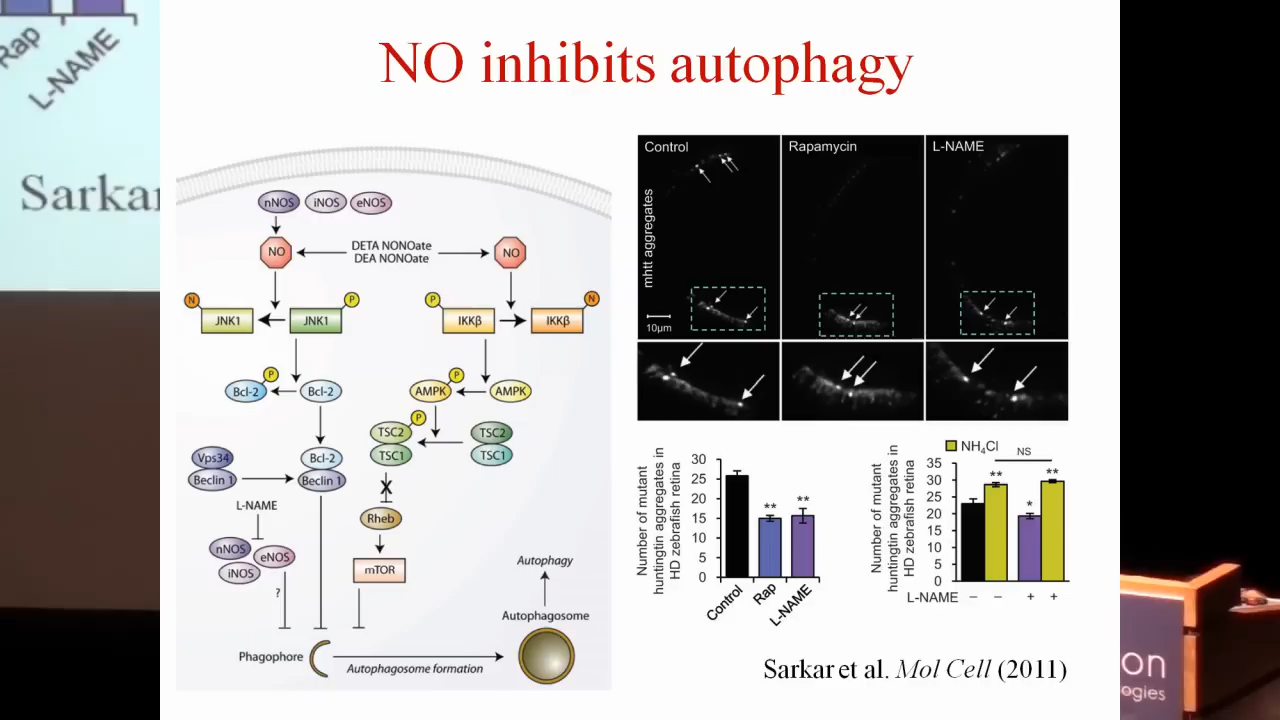 Rap
L-NAME
Sarkar
NO inhibits autophagy
nNOS iNOS eNOS
NO
DETA NONOate
DEA NONOate
NO
N
JNK1
P
JNK1
P
IKKβ
N
IKKβ
P
Bcl-2
Bcl-2
P
AMPK
AMPK
P
TSC2
TSC1
TSC2
TSC1
Vps34
Beclin 1
Bcl-2
Beclin 1
L-NAME
nNOS
eNOS
iNOS
?
X
Rheb
mTOR
Autophagy
Autophagosome
Phagophore
Autophagosome formation
Control
Rapamycin
L-NAME
mhtt aggregates
10µm
Number of mutant
huntingtin aggregates in
HD zebrafish retina
30
25
20
15
10
5
0
** **
Control
Rap
L-NAME
NH4Cl
Number of mutant
huntingtin aggregates in
HD zebrafish retina
35
30
25
20
15
10
5
0
NS
** * **
L-NAME – – + +
Sarkar et al. Mol Cell (2011)
on
ogies